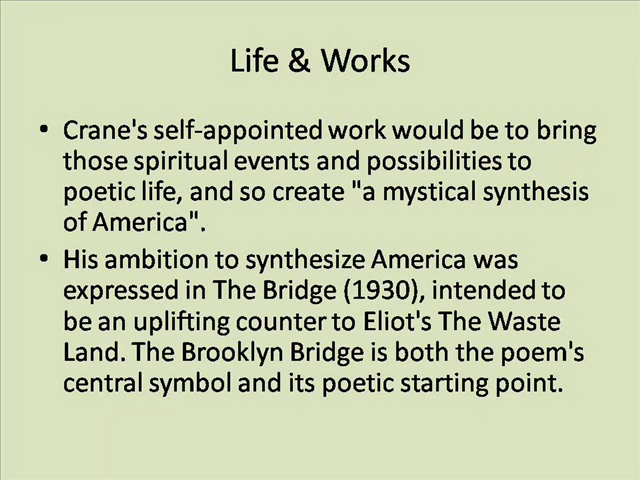 Life & Works
• Crane's self-appointed work would be to bring
those spiritual events and possibilities to
poetic life, and so create "a mystical synthesis
of America".
• His ambition to synthesize America was
expressed in The Bridge (1930), intended to
be an uplifting counter to Eliot's The Waste
Land. The Brooklyn Bridge is both the poem's
central symbol and its poetic starting point.